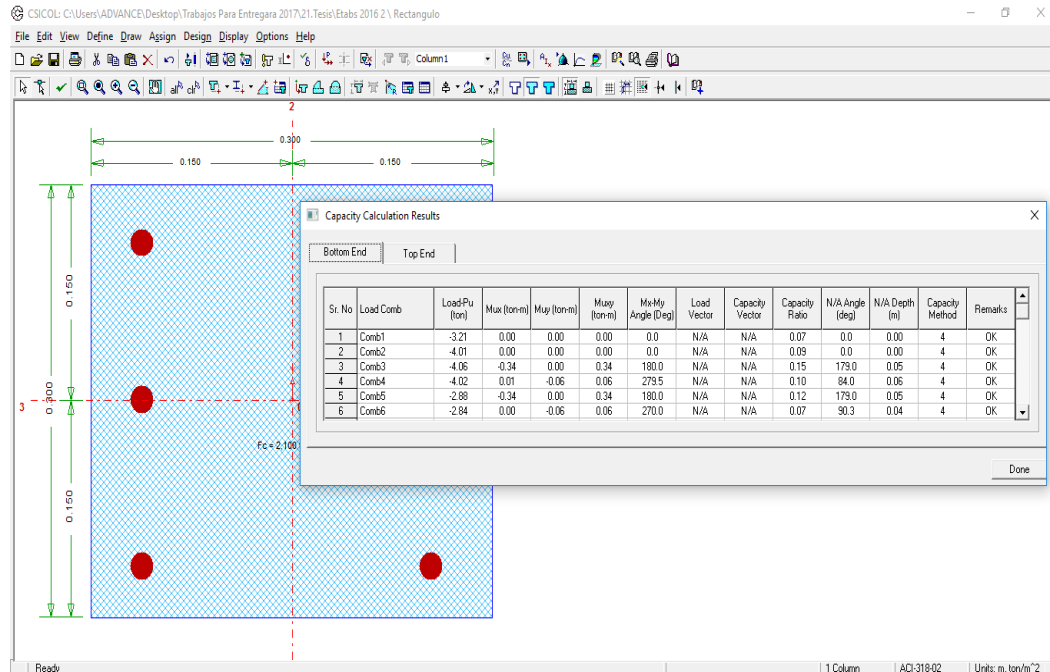 CSICOL: C:\Users\ADVANCE\Desktop\Trabajos Para Entregara 2017\21.Tesis\Etabs 2016 2 \ Rectangulo
File Edit View Define Draw Assign Design Display Options Help
Column1
2
0.300
0.150 0.150
0.150
0.300
3
0.150
Fc = 2,100
Capacity Calculation Results X
Bottom End Top End
Sr. No Load Comb Load-Pu (ton) Mux (ton-m) Muy (ton-m) Muxy (ton-m) Mx-My Angle (Deg) Load Vector Capacity Vector Capacity Ratio N/A Angle (deg) N/A Depth (m) Capacity Method Remarks
1 Comb1 -3.21 0.00 0.00 0.00 0.0 N/A N/A 0.07 0.0 0.00 4 OK
2 Comb2 -4.01 0.00 0.00 0.00 0.0 N/A N/A 0.09 0.0 0.00 4 OK
3 Comb3 -4.06 -0.34 0.00 0.34 180.0 N/A N/A 0.15 179.0 0.05 4 OK
4 Comb4 -4.02 0.01 -0.06 0.06 279.5 N/A N/A 0.10 84.0 0.06 4 OK
5 Comb5 -2.88 -0.34 0.00 0.34 180.0 N/A N/A 0.12 179.0 0.05 4 OK
6 Comb6 -2.84 0.00 -0.06 0.06 270.0 N/A N/A 0.07 90.3 0.04 4 OK
Done
Ready 1 Column ACI-318-02 Units: m, ton/m^2